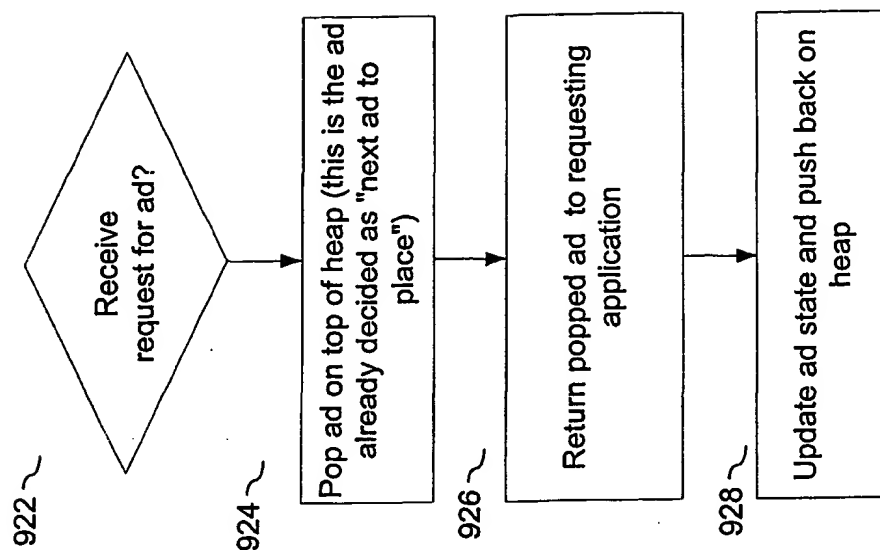 922
Receive
request for ad?
924
Pop ad on top of heap (this is the ad
already decided as "next ad to
place")
926
Return popped ad to requesting
application
928
Update ad state and push back on
heap